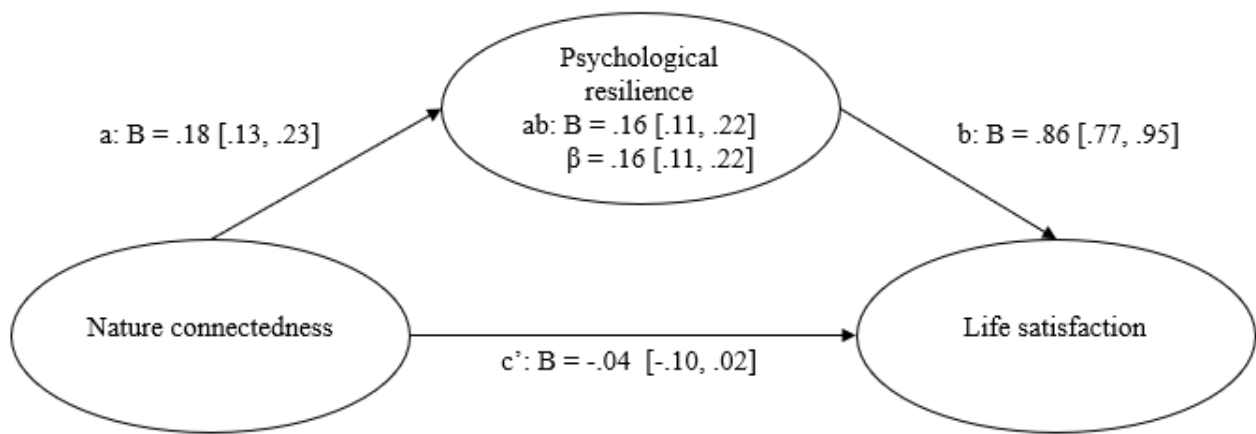 Psychological
resilience
ab: B = .16 [.11, .22]
β = .16 [.11, .22]
a: B = .18 [.13, .23]
b: B = .86 [.77, .95]
Nature connectedness
Life satisfaction
c’: B = -.04 [-.10, .02]